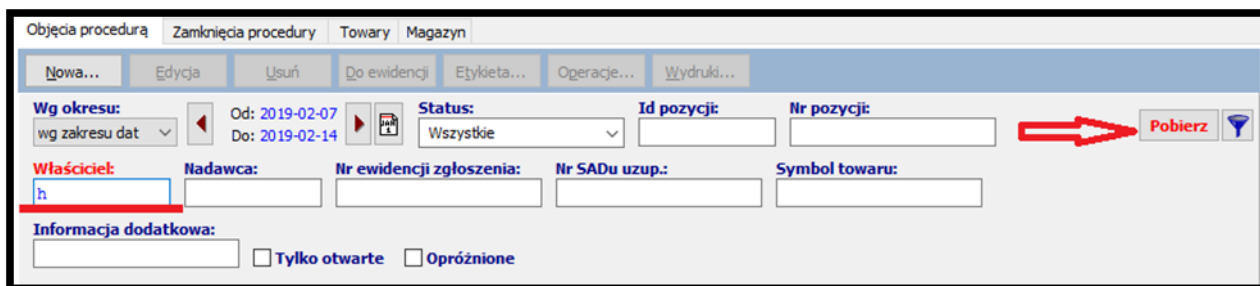 Objęcia procedurą Zamknięcia procedury Towary Magazyn
Nowa... Edycja Usuń Do ewidencji Etykieta... Operacje... Wydruki...
Wg okresu: Od: 2019-02-07 Status: Id pozycji: Nr pozycji:
wg zakresu dat Do: 2019-02-14 JAN 1 Wszystkie Pobierz
Właściciel: Nadawca: Nr ewidencji zgłoszenia: Nr SADu uzup.: Symbol towaru:
h
Informacja dodatkowa:
Tylko otwarte Opróżnione